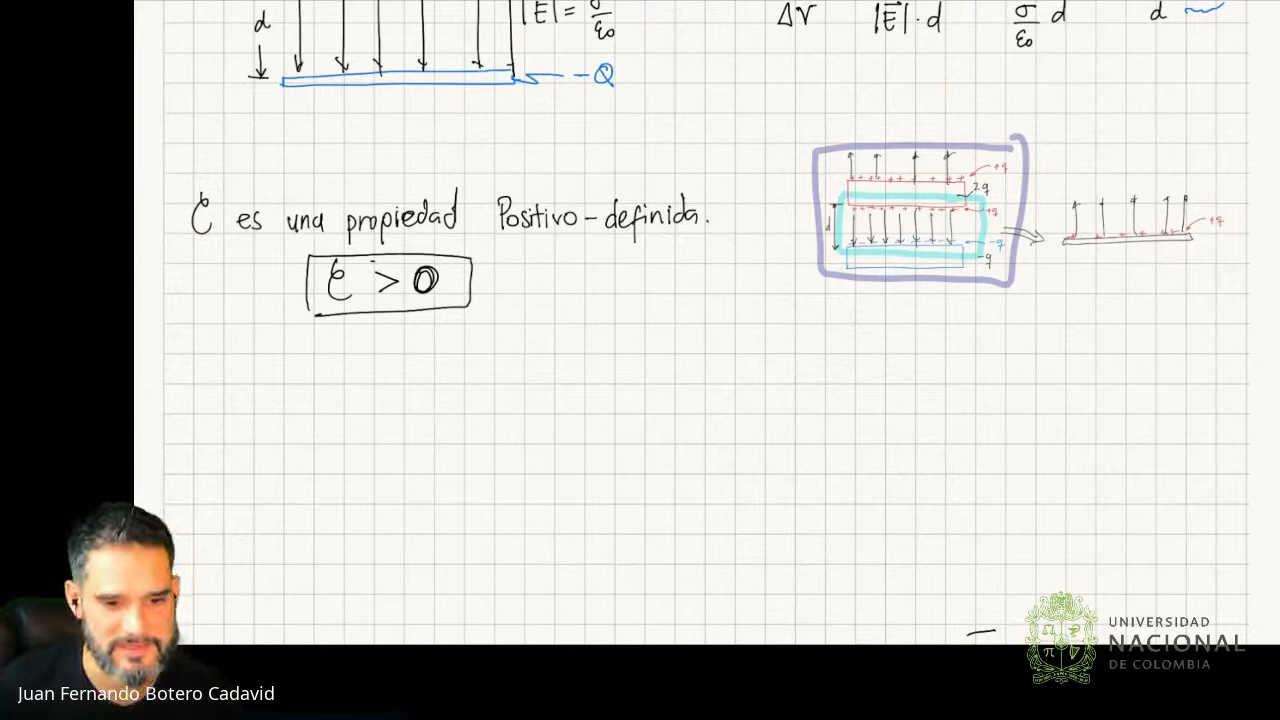 d
|E⃗| = σ/ε₀
ΔV |E⃗|·d σ/ε₀ d d
-Q
C es una propiedad Positivo-definida.
C > 0
+q
2q
+q
d
-q
-q
+q
UNIVERSIDAD
NACIONAL
DE COLOMBIA
Juan Fernando Botero Cadavid